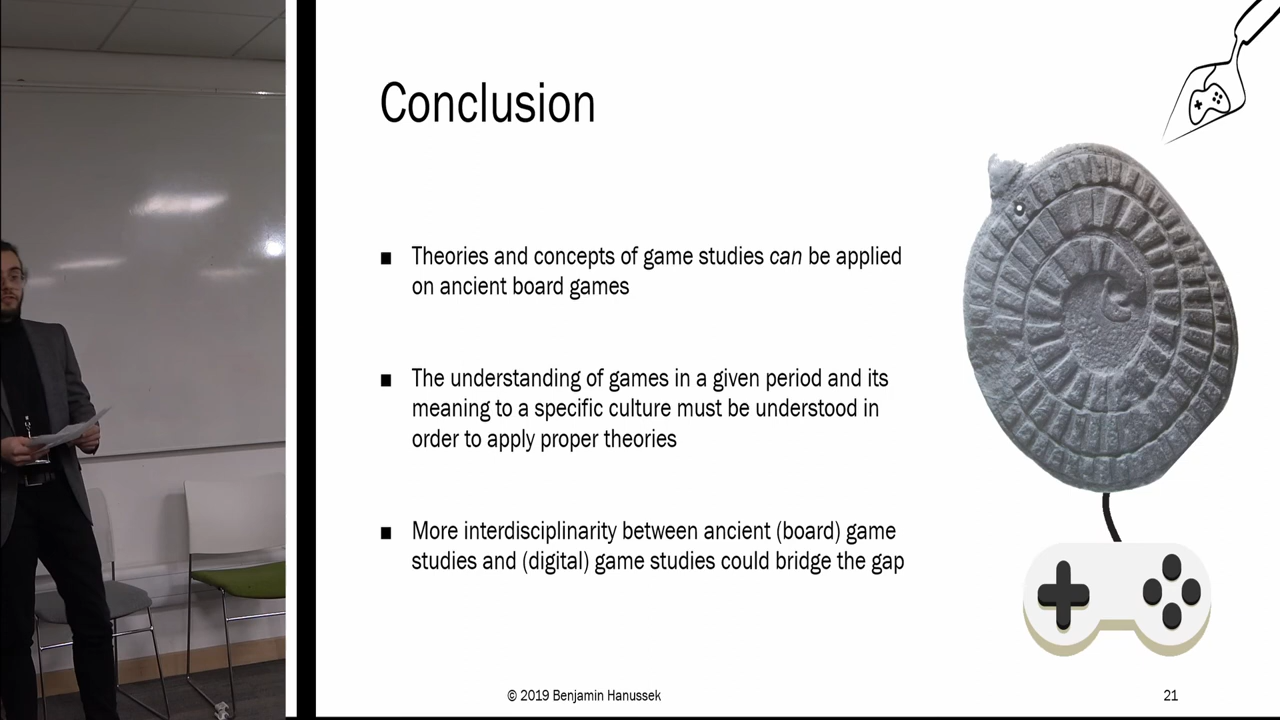 Conclusion
■ Theories and concepts of game studies can be applied
on ancient board games
■ The understanding of games in a given period and its
meaning to a specific culture must be understood in
order to apply proper theories
■ More interdisciplinarity between ancient (board) game
studies and (digital) game studies could bridge the gap
© 2019 Benjamin Hanussek
21